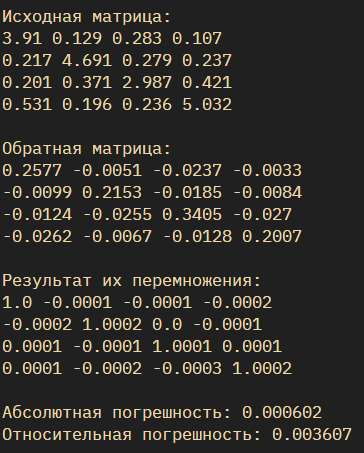 Исходная матрица:
3.91 0.129 0.283 0.107
0.217 4.691 0.279 0.237
0.201 0.371 2.987 0.421
0.531 0.196 0.236 5.032
Обратная матрица:
0.2577 -0.0051 -0.0237 -0.0033
-0.0099 0.2153 -0.0185 -0.0084
-0.0124 -0.0255 0.3405 -0.027
-0.0262 -0.0067 -0.0128 0.2007
Результат их перемножения:
1.0 -0.0001 -0.0001 -0.0002
-0.0002 1.0002 0.0 -0.0001
0.0001 -0.0001 1.0001 0.0001
0.0001 -0.0002 -0.0003 1.0002
Абсолютная погрешность: 0.000602
Относительная погрешность: 0.003607